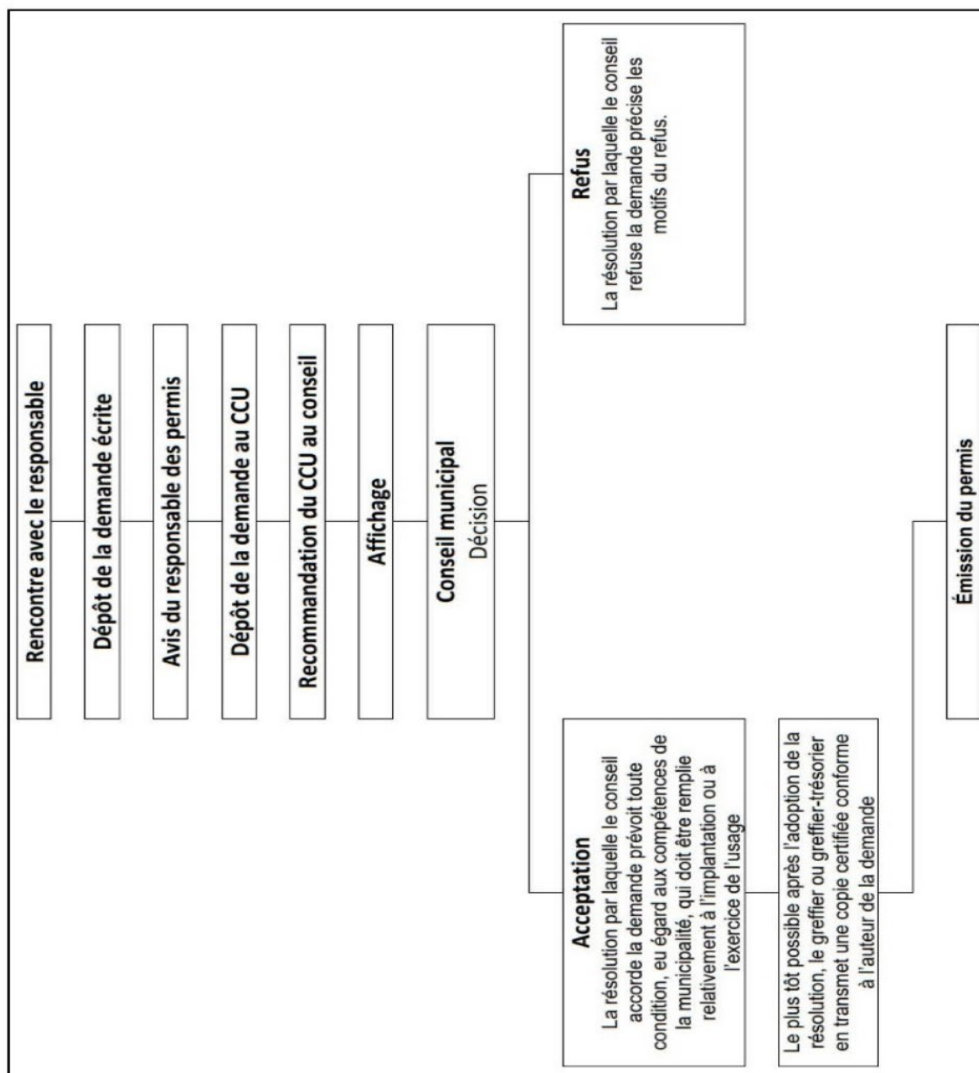 Rencontre avec le responsable
Dépôt de la demande écrite
Avis du responsable des permis
Dépôt de la demande au CCU
Recommandation du CCU au conseil
Affichage
Conseil municipal
Décision
Acceptation
La résolution par laquelle le conseil
accorde la demande prévoit toute
condition, eu égard aux compétences de
la municipalité, qui doit être remplie
relativement à l'implantation ou à
l'exercice de l'usage
Refus
La résolution par laquelle le conseil
refuse la demande précise les
motifs du refus.
Le plus tôt possible après l'adoption de la
résolution, le greffier ou greffier-trésorier
en transmet une copie certifiée conforme
à l'auteur de la demande
Émission du permis